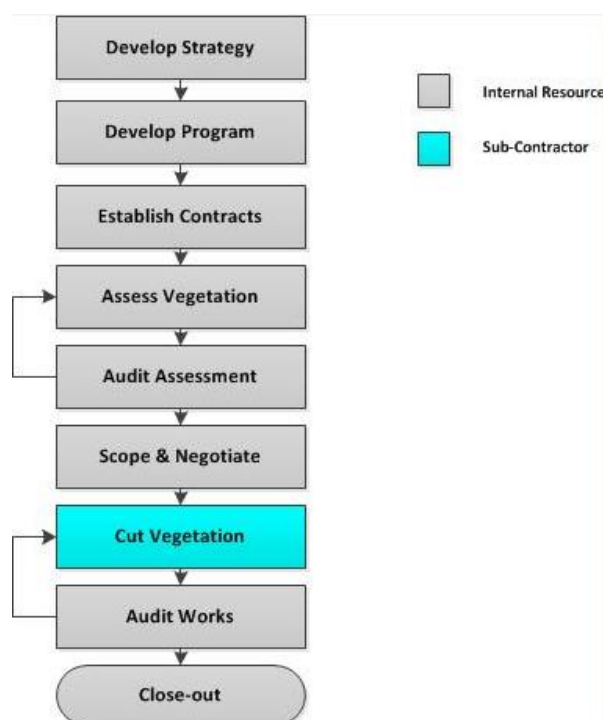 Develop Strategy
Internal Resource
Develop Program
Sub-Contractor
Establish Contracts
Assess Vegetation
Audit Assessment
Scope & Negotiate
Cut Vegetation
Audit Works
Close-out